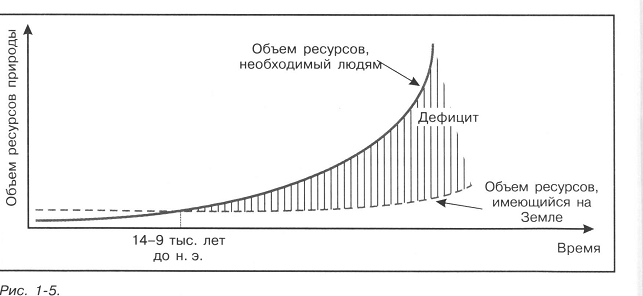 Объем ресурсов природы
Объем ресурсов,
необходимый людям
Дефицит
Объем ресурсов,
имеющийся на
Земле
14–9 тыс. лет
до н. э.
Время
Рис. 1-5.